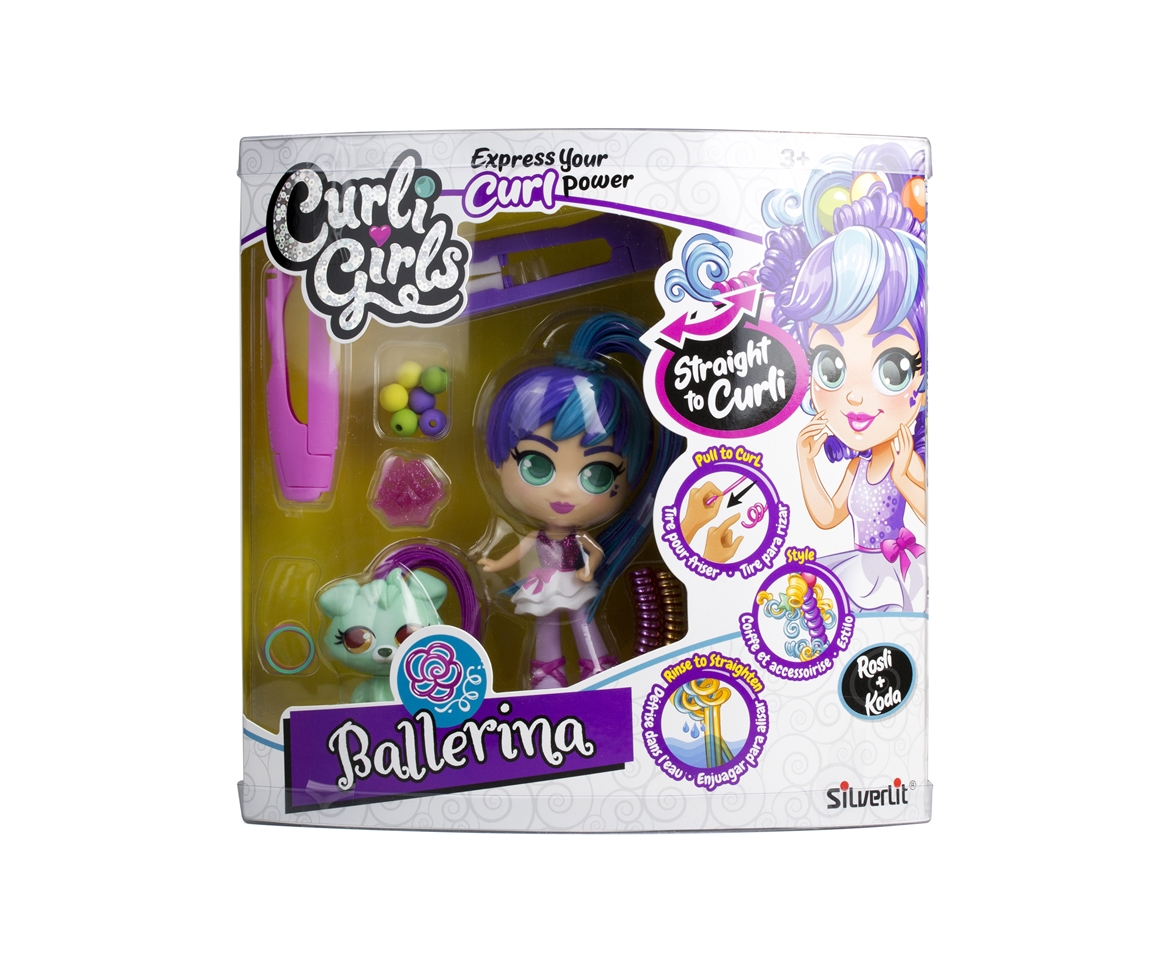 Curli
Girls
Express Your
Curl Power
3+
Straight
to Curli
Pull to Curl
Tire pour friser · Tire para rizar
Style
Coiffe et accessoirise · Estilo
Rinse to Straighten
Défrise dans l'eau · Enjuagar para alisar
Rosli
+
Koda
Ballerina
Silverlit®